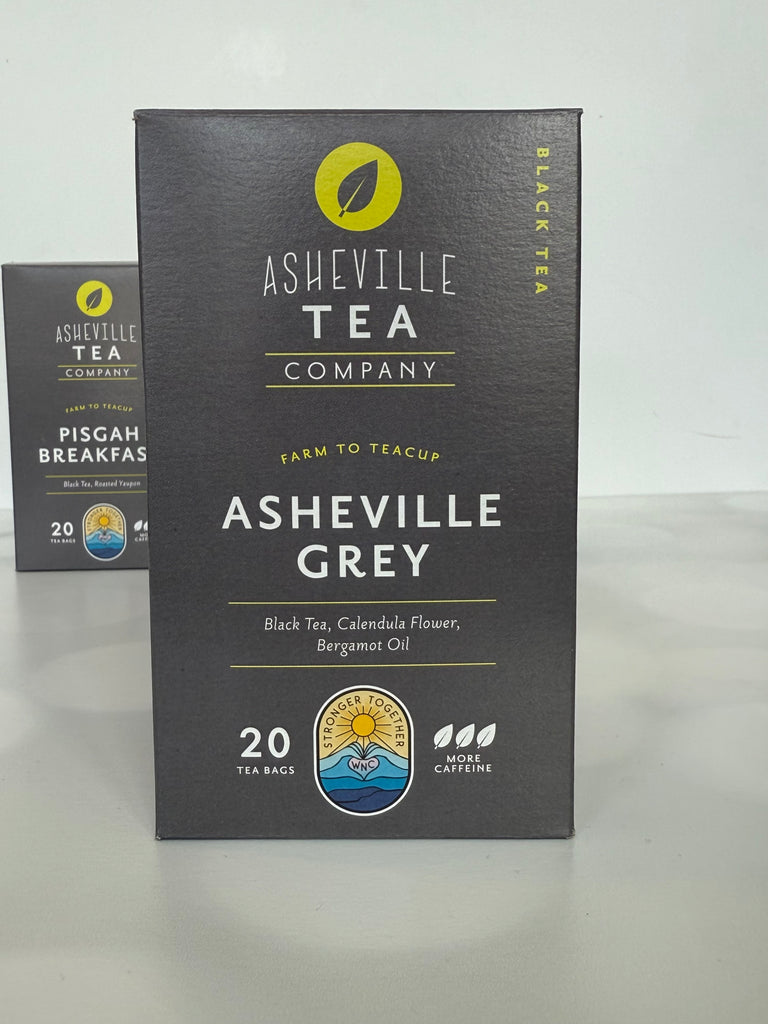 ASHEVILLE
TEA
COMPANY
BLACK TEA
FARM TO TEACUP
ASHEVILLE
GREY
Black Tea, Calendula Flower,
Bergamot Oil
20
TEA BAGS
STRONGER TOGETHER
WNC
MORE
CAFFEINE
ASHEVILLE
TEA
COMPANY
FARM TO TEACUP
PISGAH
BREAKFAS
Black Tea, Roasted Yaupon
20
TEA BAGS
STRONGER TOGETHER